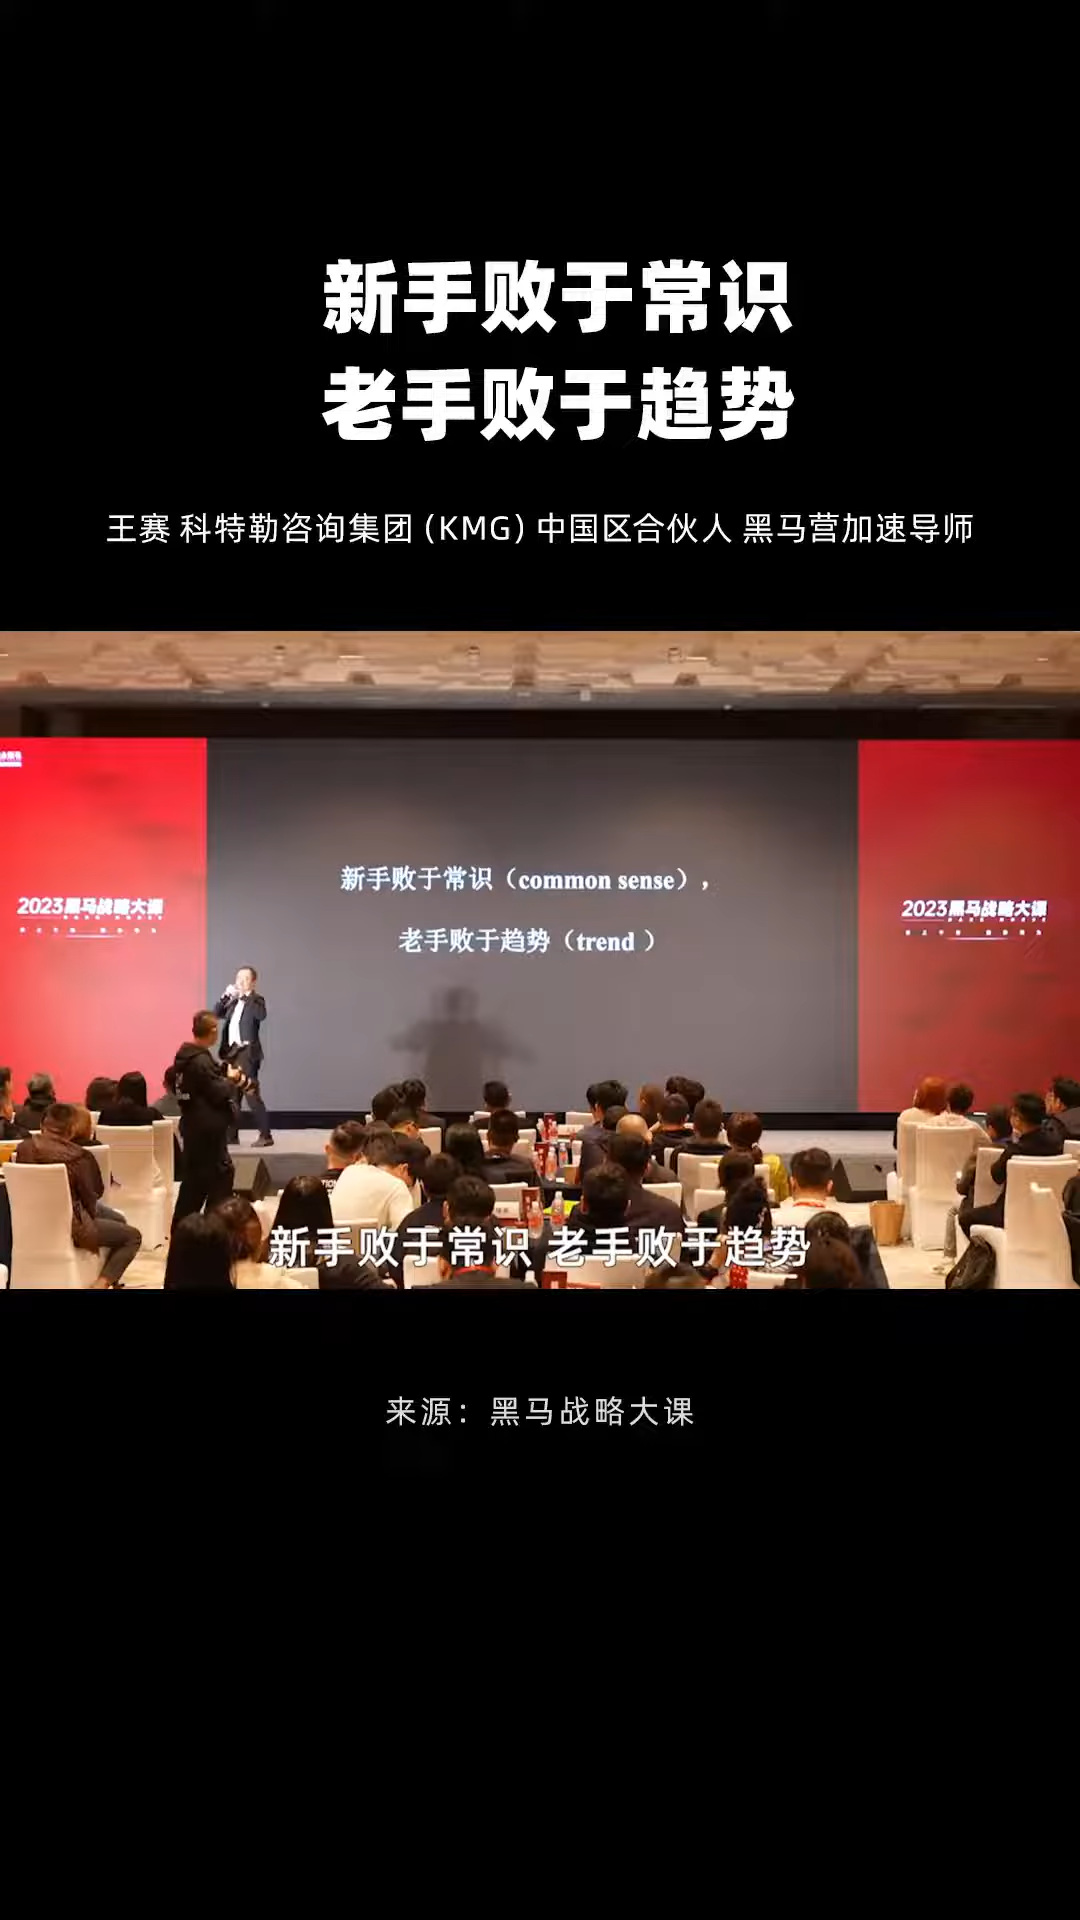 新手败于常识
老手败于趋势
王赛 科特勒咨询集团 (KMG) 中国区合伙人 黑马营加速导师
新手败于常识（common sense），
老手败于趋势（trend ）
2023黑马战略大课
2023黑马战略大课
新手败于常识 老手败于趋势
来源：黑马战略大课